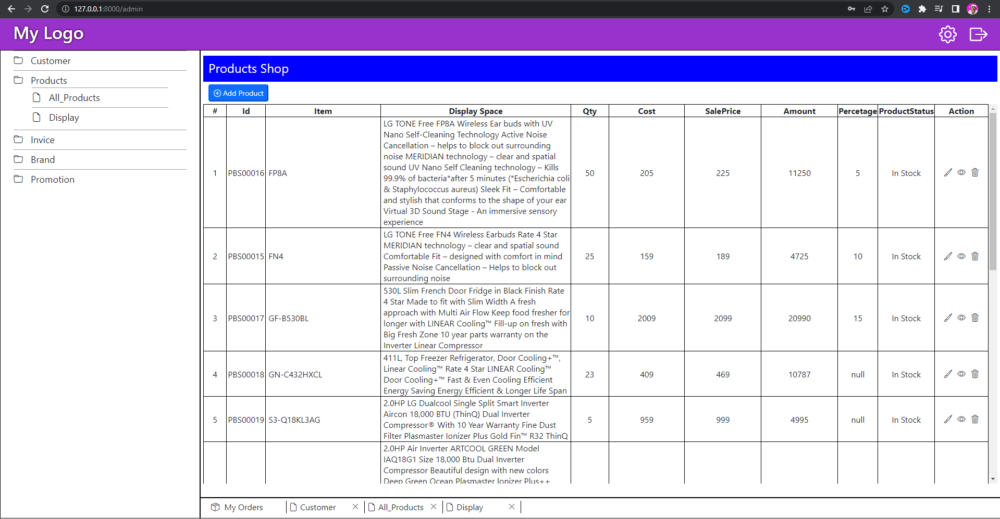 127.0.0.1:8000/admin
My Logo
Customer
Products
All_Products
Display
Invice
Brand
Promotion
Products Shop
Add Product
# Id Item Display Space Qty Cost SalePrice Amount Percetage ProductStatus Action
LG TONE Free FP8A Wireless Ear buds with UV
Nano Self-Cleaning Technology Active Noise
Cancellation – helps to block out surrounding
noise MERIDIAN technology – clear and spatial
sound UV Nano Self Cleaning technology – Kills
1 PBS00016 FP8A 99.9% of bacteria*after 5 minutes (*Escherichia coli 50 205 225 11250 5 In Stock
& Staphylococcus aureus) Sleek Fit – Comfortable
and stylish that conforms to the shape of your ear
Virtual 3D Sound Stage - An immersive sensory
experience
LG TONE Free FN4 Wireless Earbuds Rate 4 Star
MERIDIAN technology – clear and spatial sound
2 PBS00015 FN4 Comfortable Fit – designed with comfort in mind 25 159 189 4725 10 In Stock
Passive Noise Cancellation – Helps to block out
surrounding noise
530L Slim French Door Fridge in Black Finish Rate
4 Star Made to fit with Slim Width A fresh
approach with Multi Air Flow Keep food fresher for
3 PBS00017 GF-B530BL longer with LINEAR Cooling™ Fill-up on fresh with 10 2009 2099 20990 15 In Stock
Big Fresh Zone 10 year parts warranty on the
Inverter Linear Compressor
411L, Top Freezer Refrigerator, Door Cooling+™,
Linear Cooling™ Rate 4 Star LINEAR Cooling™
4 PBS00018 GN-C432HXCL Door Cooling+™ Fast & Even Cooling Efficient 23 409 469 10787 null In Stock
Energy Saving Energy Efficient & Longer Life Span
2.0HP LG Dualcool Single Split Smart Inverter
Aircon 18,000 BTU (ThinQ) Dual Inverter
5 PBS00019 S3-Q18KL3AG Compressor® With 10 Year Warranty Fine Dust 5 959 999 4995 null In Stock
Filter Plasmaster Ionizer Plus Gold Fin™ R32 ThinQ
2.0HP Air Inverter ARTCOOL GREEN Model
IAQ18G1 Size 18,000 Btu Dual Inverter
Compressor Beautiful design with new colors
Deep Green Ocean Plasmaster Ionizer Plus++
My Orders Customer All_Products Display